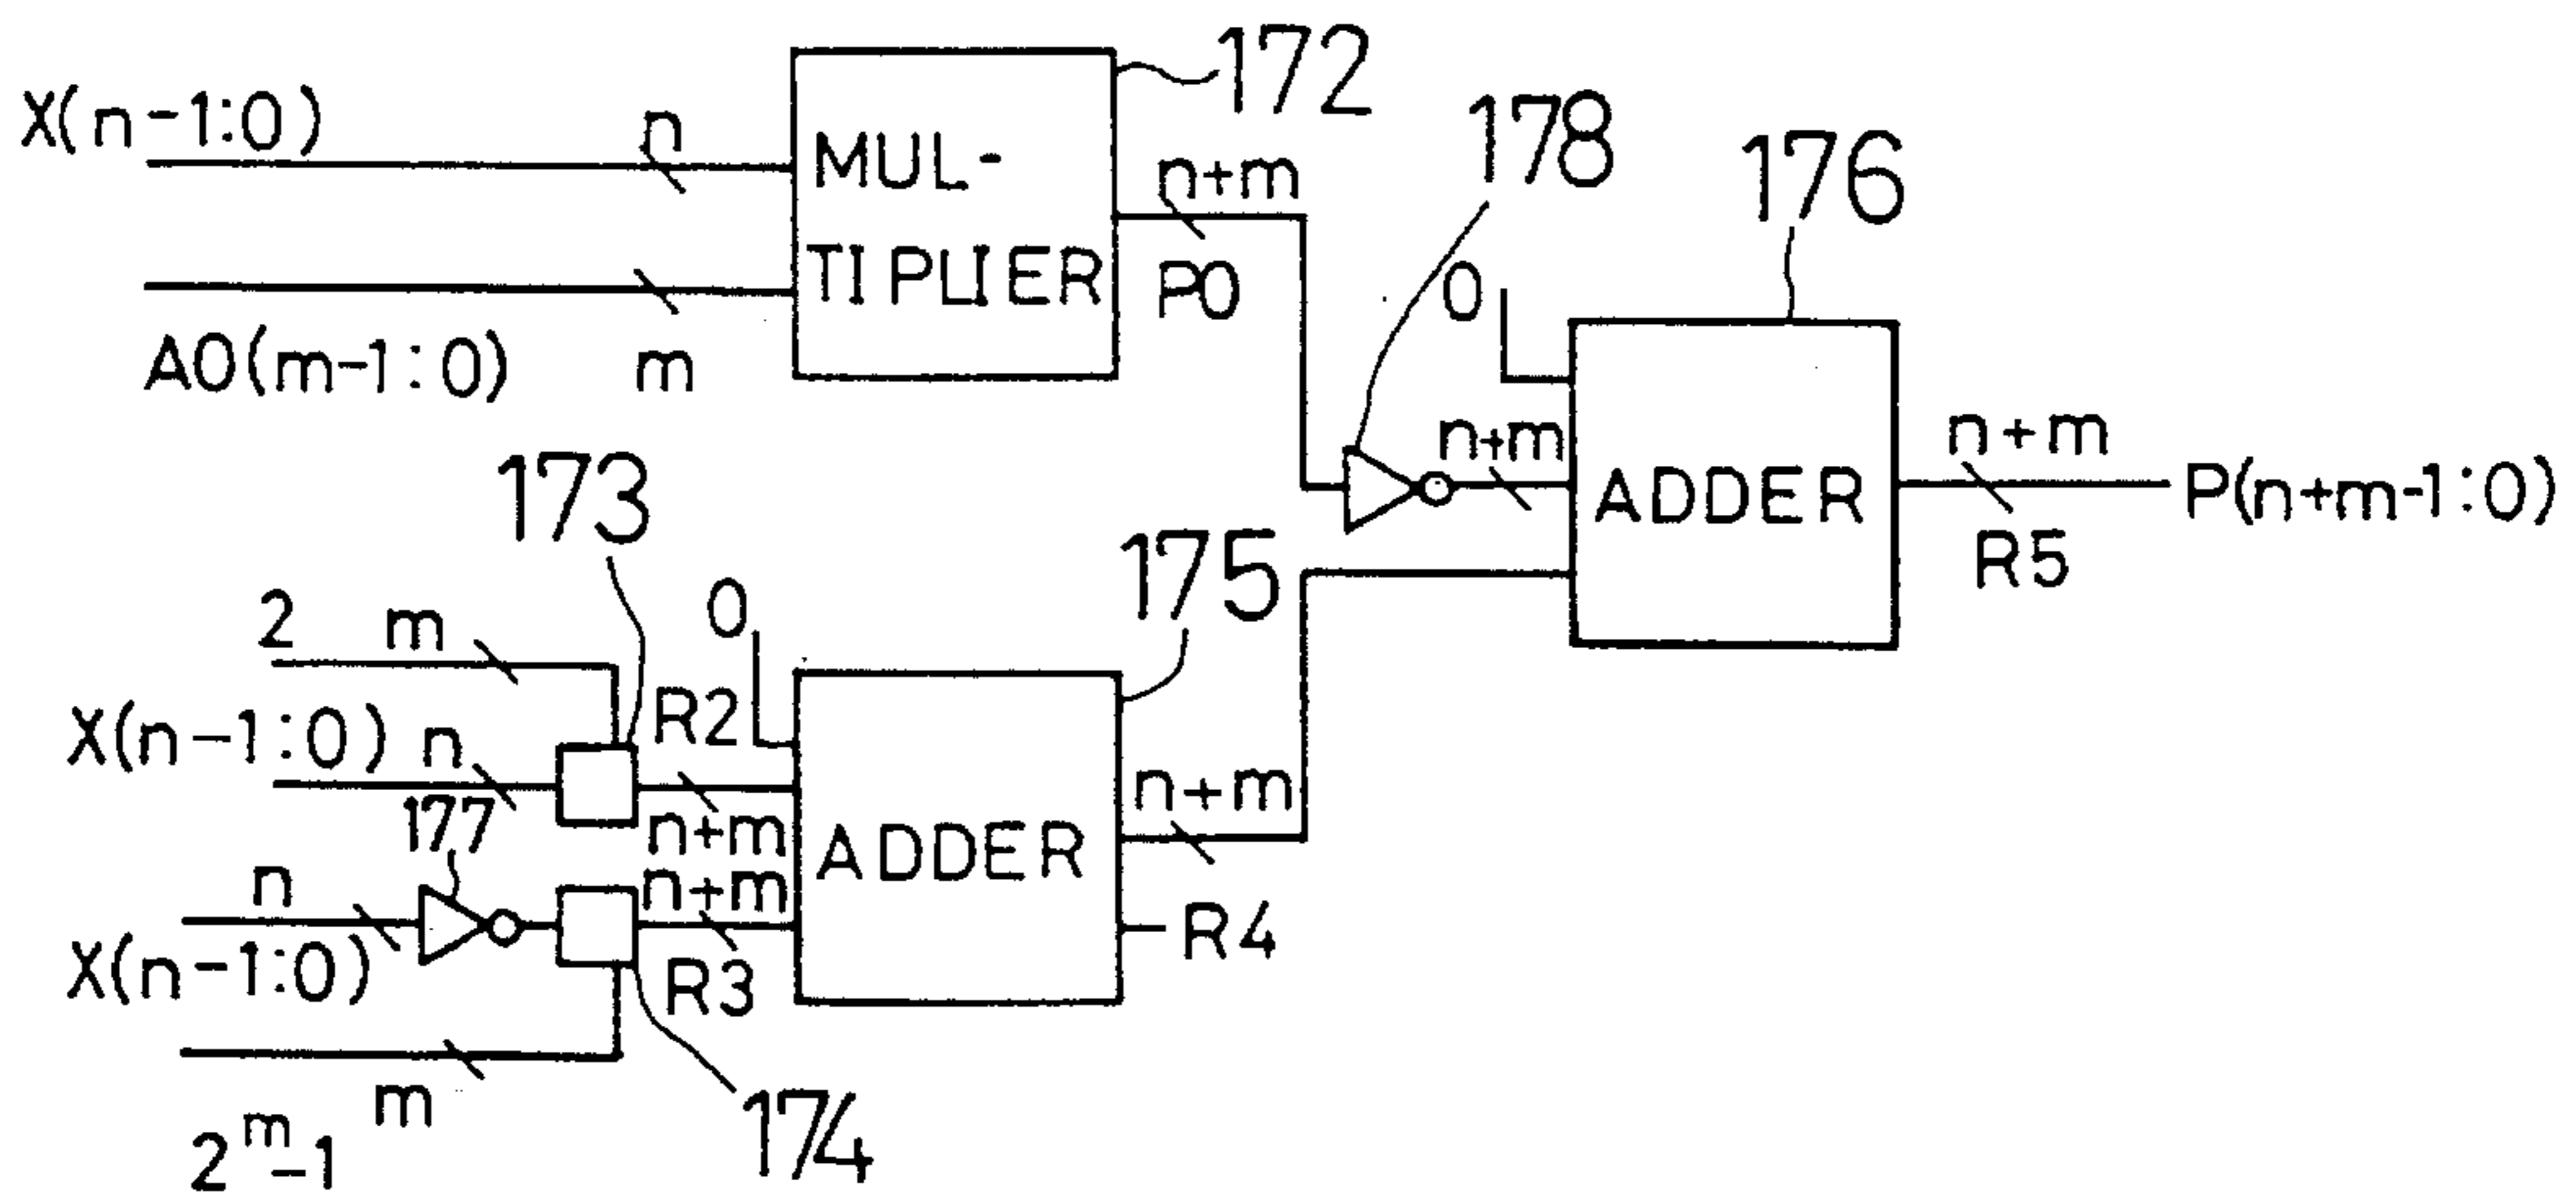 X(n-1:0)
n
MUL-
TIPLIER
172
n+m
P0
178
176
A0(m-1:0)
m
0
n+m
ADDER
n+m
R5
P(n+m-1:0)
173
2
m
X(n-1:0)
n
R2
n+m
0
175
ADDER
n+m
R4
177
n
X(n-1:0)
n+m
R3
m
2^m-1
174